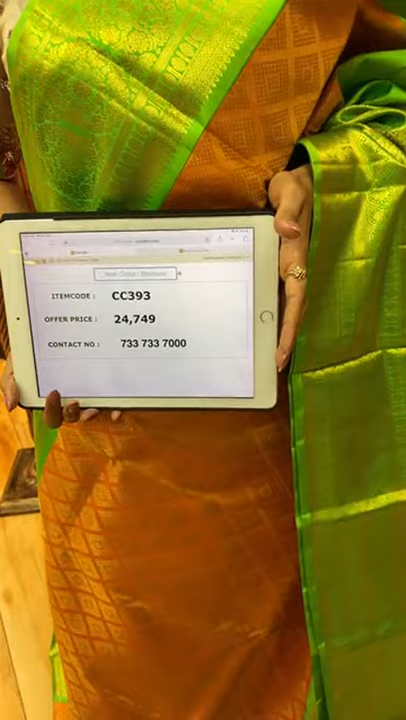 ITEMCODE : CC393
OFFER PRICE : 24,749
CONTACT NO : 733 733 7000